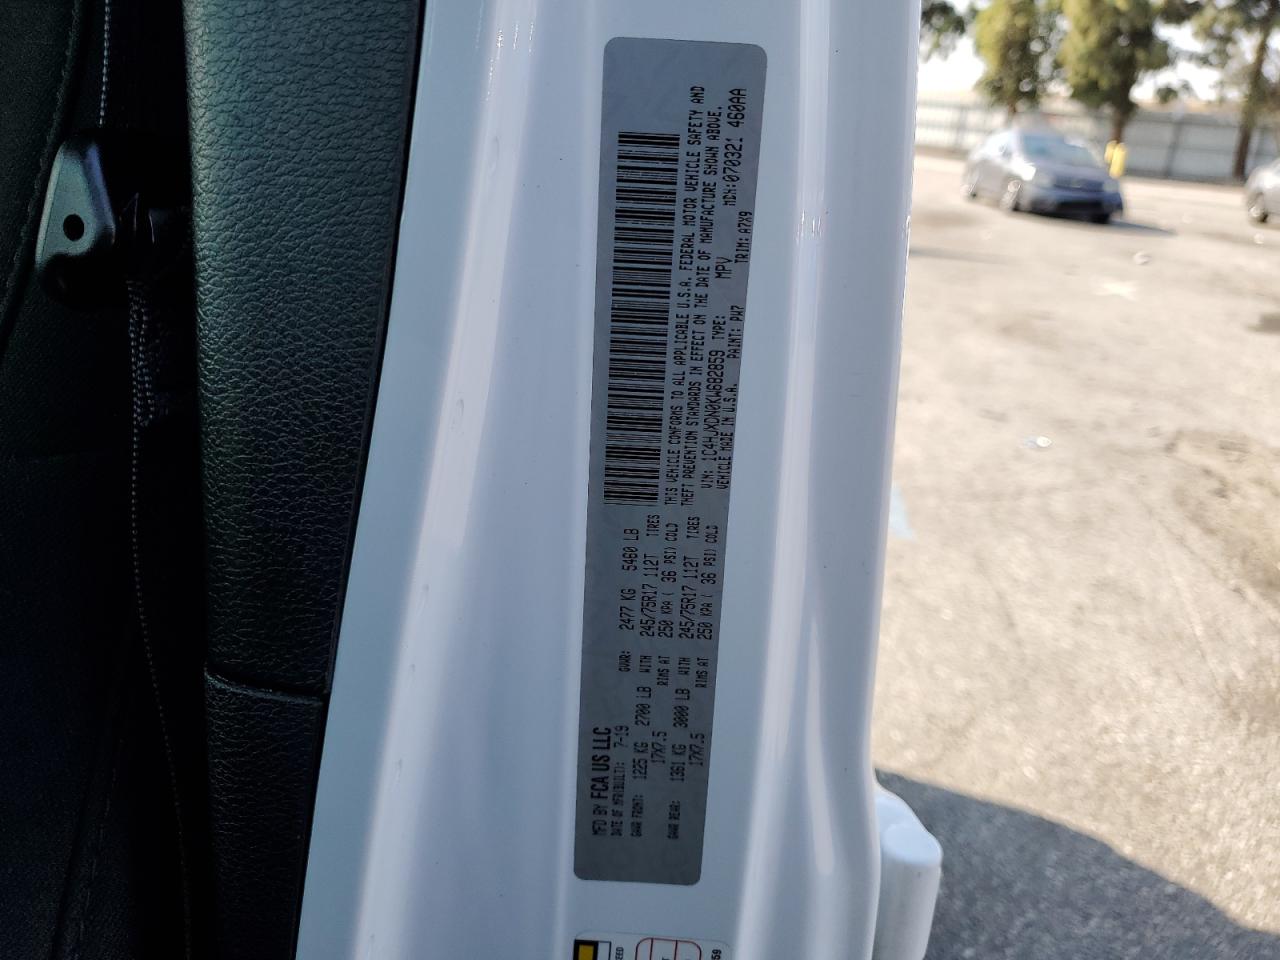 MFD BY FCA US LLC
DATE OF MFR(BUILT): 7-19 GVWR: 2477 KG 5460 LB
GAWR FRONT: 1225 KG 2700 LB WITH 245/75R17 112T TIRES
17X7.5 RIMS AT 250 KPA ( 36 PSI) COLD
GAWR REAR: 1361 KG 3000 LB WITH 245/75R17 112T TIRES
17X7.5 RIMS AT 250 KPA ( 36 PSI) COLD
THIS VEHICLE CONFORMS TO ALL APPLICABLE U.S.A. FEDERAL MOTOR VEHICLE SAFETY AND
THEFT PREVENTION STANDARDS IN EFFECT ON THE DATE OF MANUFACTURE SHOWN ABOVE.
VIN: 1C4HJXDN0KW682859 TYPE: MPV MDH:070321 460AA
VEHICLE MADE IN U.S.A. PAINT: PW7 TRIM: A7X9
59